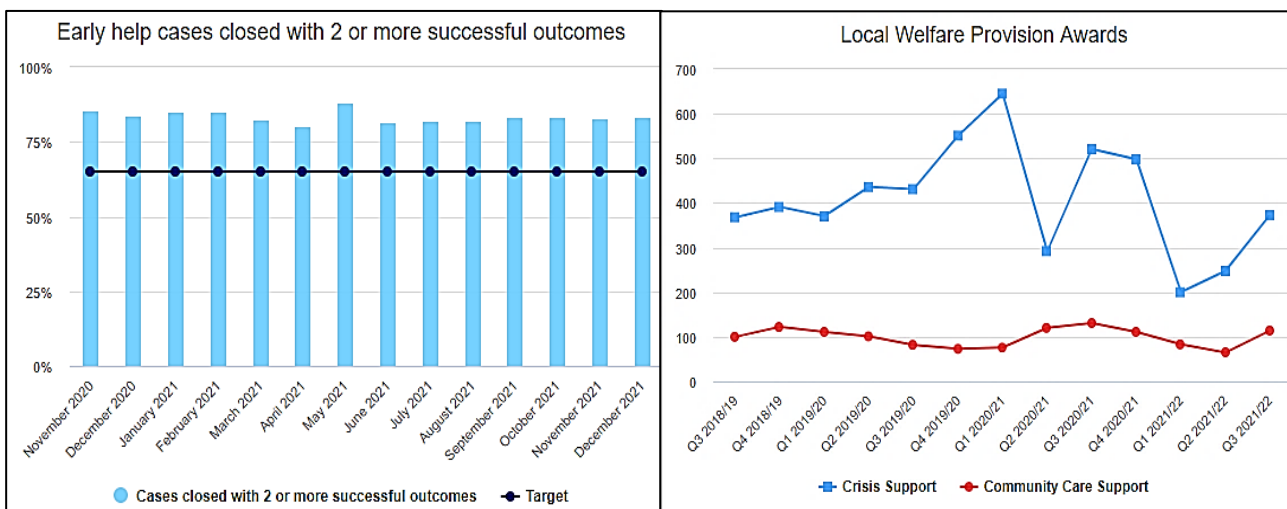 Early help cases closed with 2 or more successful outcomes
100%
75%
50%
25%
0%
November 2020
December 2020
January 2021
February 2021
March 2021
April 2021
May 2021
June 2021
July 2021
August 2021
September 2021
October 2021
November 2021
December 2021
Cases closed with 2 or more successful outcomes
Target
Local Welfare Provision Awards
700
600
500
400
300
200
100
0
Q3 2018/19
Q4 2018/19
Q1 2019/20
Q2 2019/20
Q3 2019/20
Q4 2019/20
Q1 2020/21
Q2 2020/21
Q3 2020/21
Q4 2020/21
Q1 2021/22
Q2 2021/22
Q3 2021/22
Crisis Support
Community Care Support